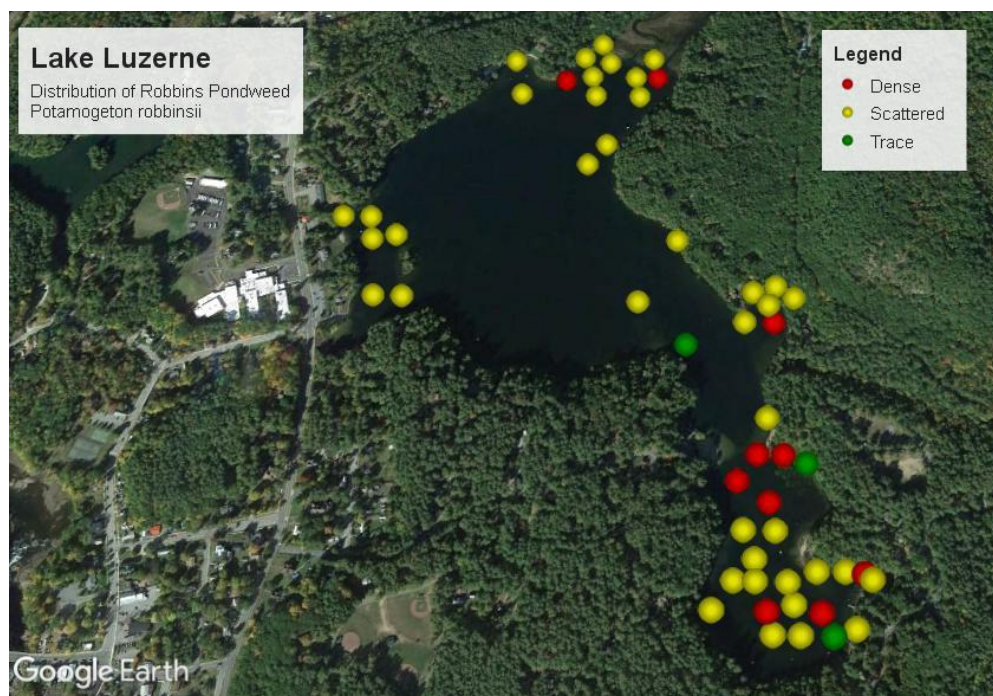 Lake Luzerne
Distribution of Robbins Pondweed
Potamogeton robbinsii
Legend
Dense
Scattered
Trace
Google Earth